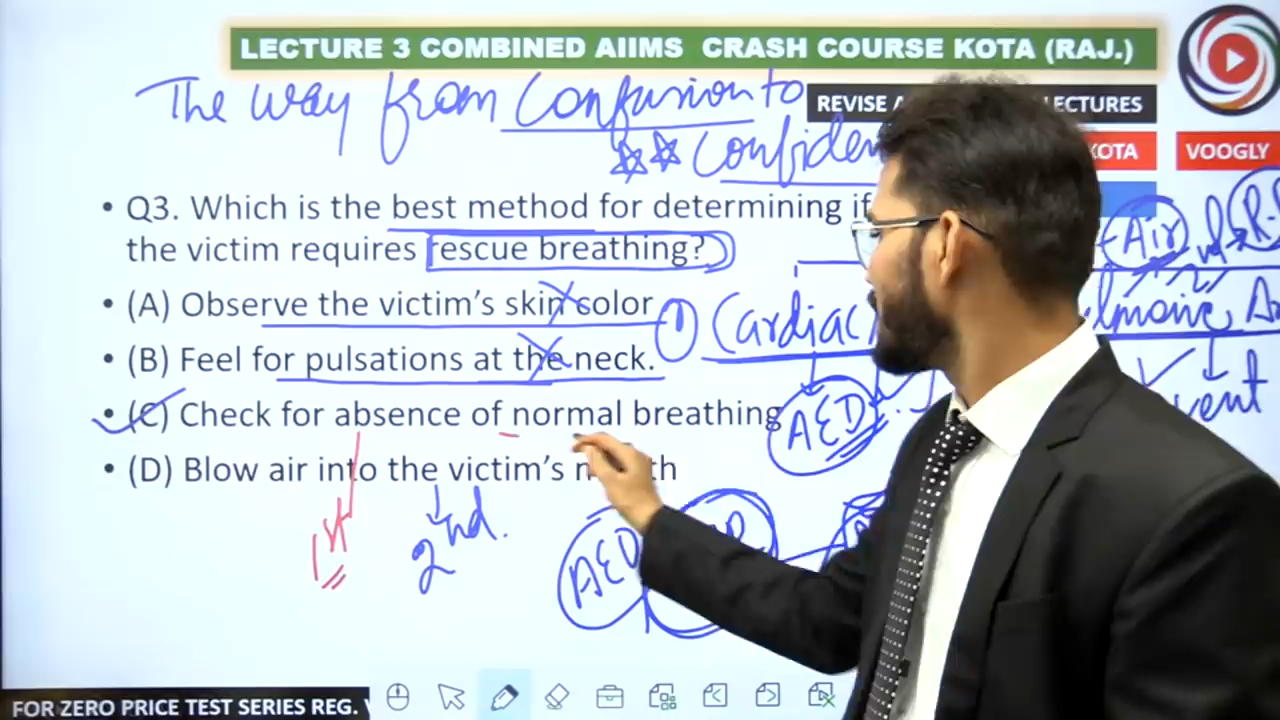 LECTURE 3 COMBINED AIIMS CRASH COURSE KOTA (RAJ.)
The way from Confusion to
REVISE A
LECTURES
Confiden
KOTA
VOOGLY
• Q3. Which is the best method for determining if
the victim requires rescue breathing?
Air
• (A) Observe the victim's skin color
① Cardiac
• (B) Feel for pulsations at the neck.
• (C) Check for absence of normal breathing
AED
vent
• (D) Blow air into the victim's m th
1st
2nd.
AED
FOR ZERO PRICE TEST SERIES REG.